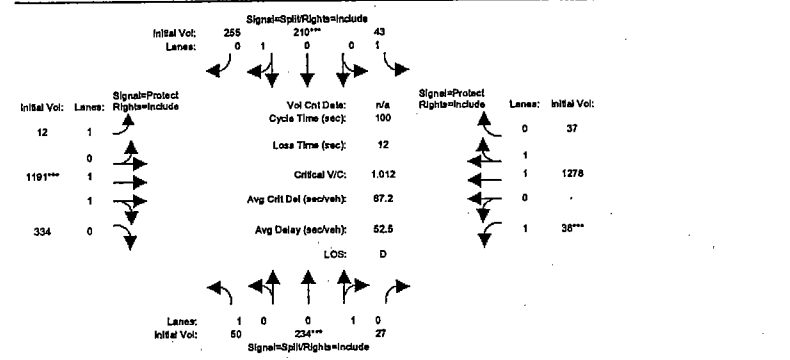 Signal=Split/Rights=Include
Initial Vol: 255 210*** 43
Lanes: 0 1 0 0 1
Signal=Protect
Initial Vol: Lanes: Rights=Include
Vol Cnt Date: n/a
Signal=Protect
Rights=Include Lanes: Initial Vol:
Cycle Time (sec): 100
12 1
0 37
Loss Time (sec): 12
0
1
1191*** 1
Critical V/C: 1.012
1 1278
1
Avg Crit Del (sec/veh): 67.2
0
334 0
Avg Delay (sec/veh): 52.5
1 38***
LOS: D
Lanes: 1 0 0 1 0
Initial Vol: 50 234*** 27
Signal=Split/Rights=Include